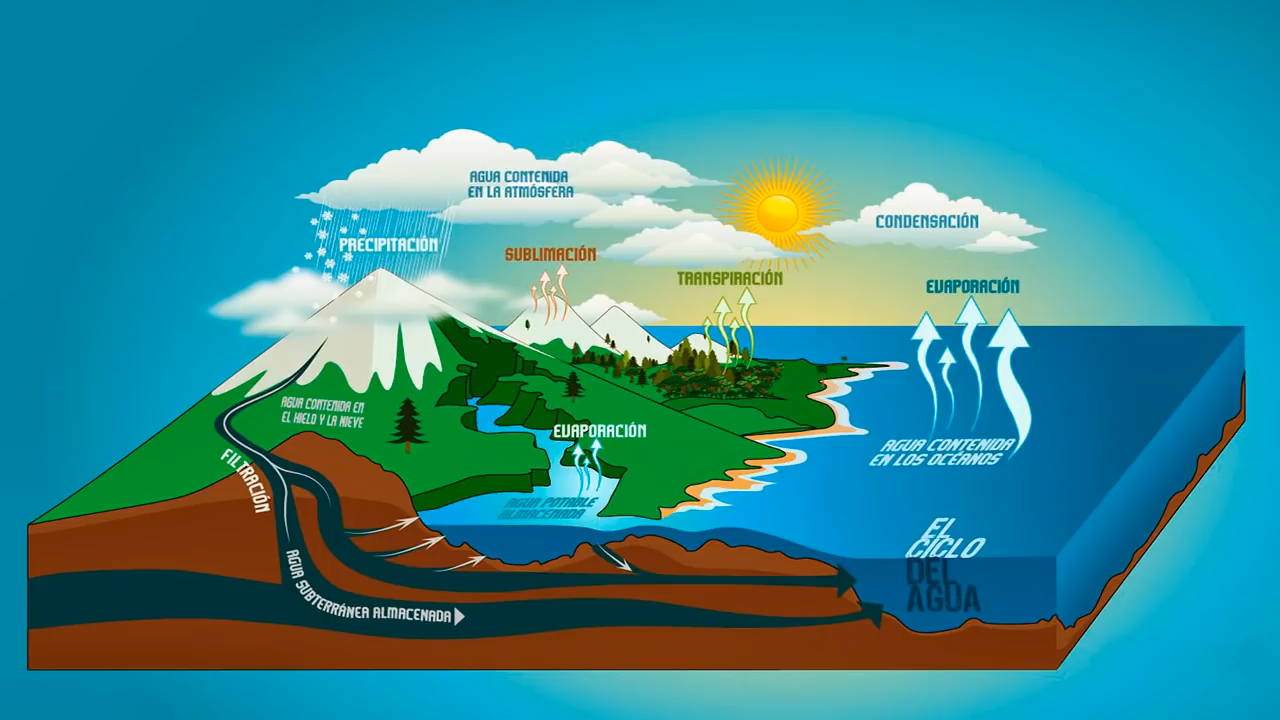 AGUA CONTENIDA
EN LA ATMÓSFERA
CONDENSACIÓN
PRECIPITACIÓN
SUBLIMACIÓN
TRANSPIRACIÓN
EVAPORACIÓN
AGUA CONTENIDA EN
EL HIELO Y LA NIEVE
EVAPORACIÓN
AGUA CONTENIDA
EN LOS OCÉANOS
FILTRACIÓN
AGUA POTABLE
ALMACENADA
EL
CICLO
DEL
AGUA
AGUA SUBTERRÁNEA ALMACENADA